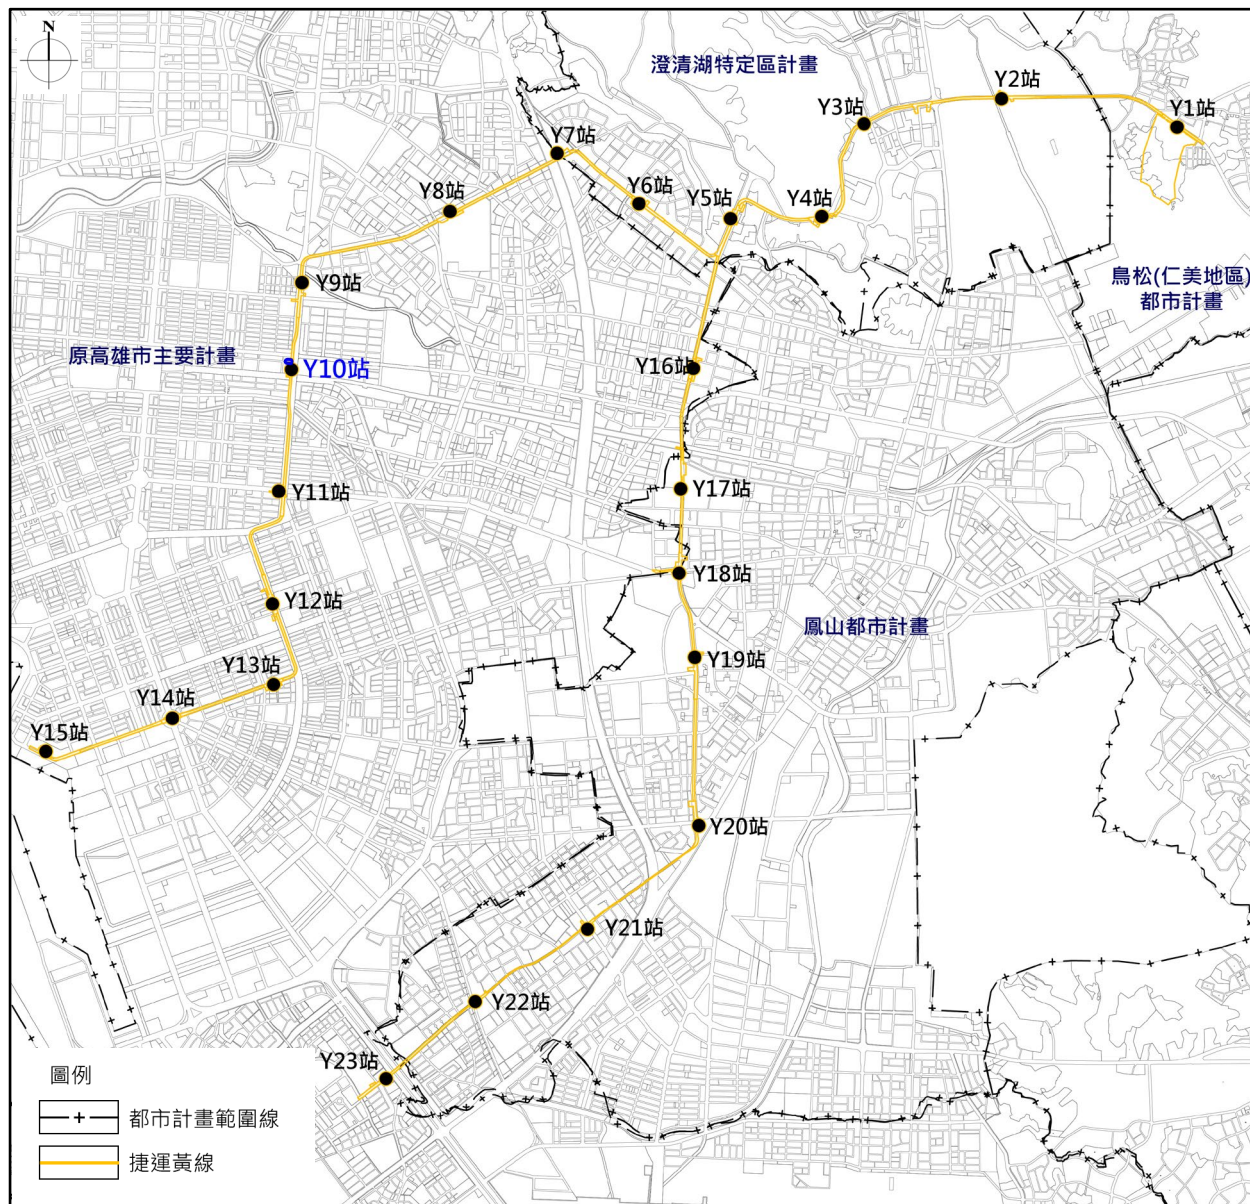 N
澄清湖特定區計畫
Y2站
Y3站
Y1站
Y7站
Y6站
Y8站
Y5站
Y4站
Y9站
鳥松(仁美地區)
都市計畫
原高雄市主要計畫
Y10站
Y16站
Y11站
Y17站
Y18站
Y12站
鳳山都市計畫
Y19站
Y13站
Y14站
Y15站
Y20站
Y21站
Y22站
Y23站
圖例
都市計畫範圍線
捷運黃線